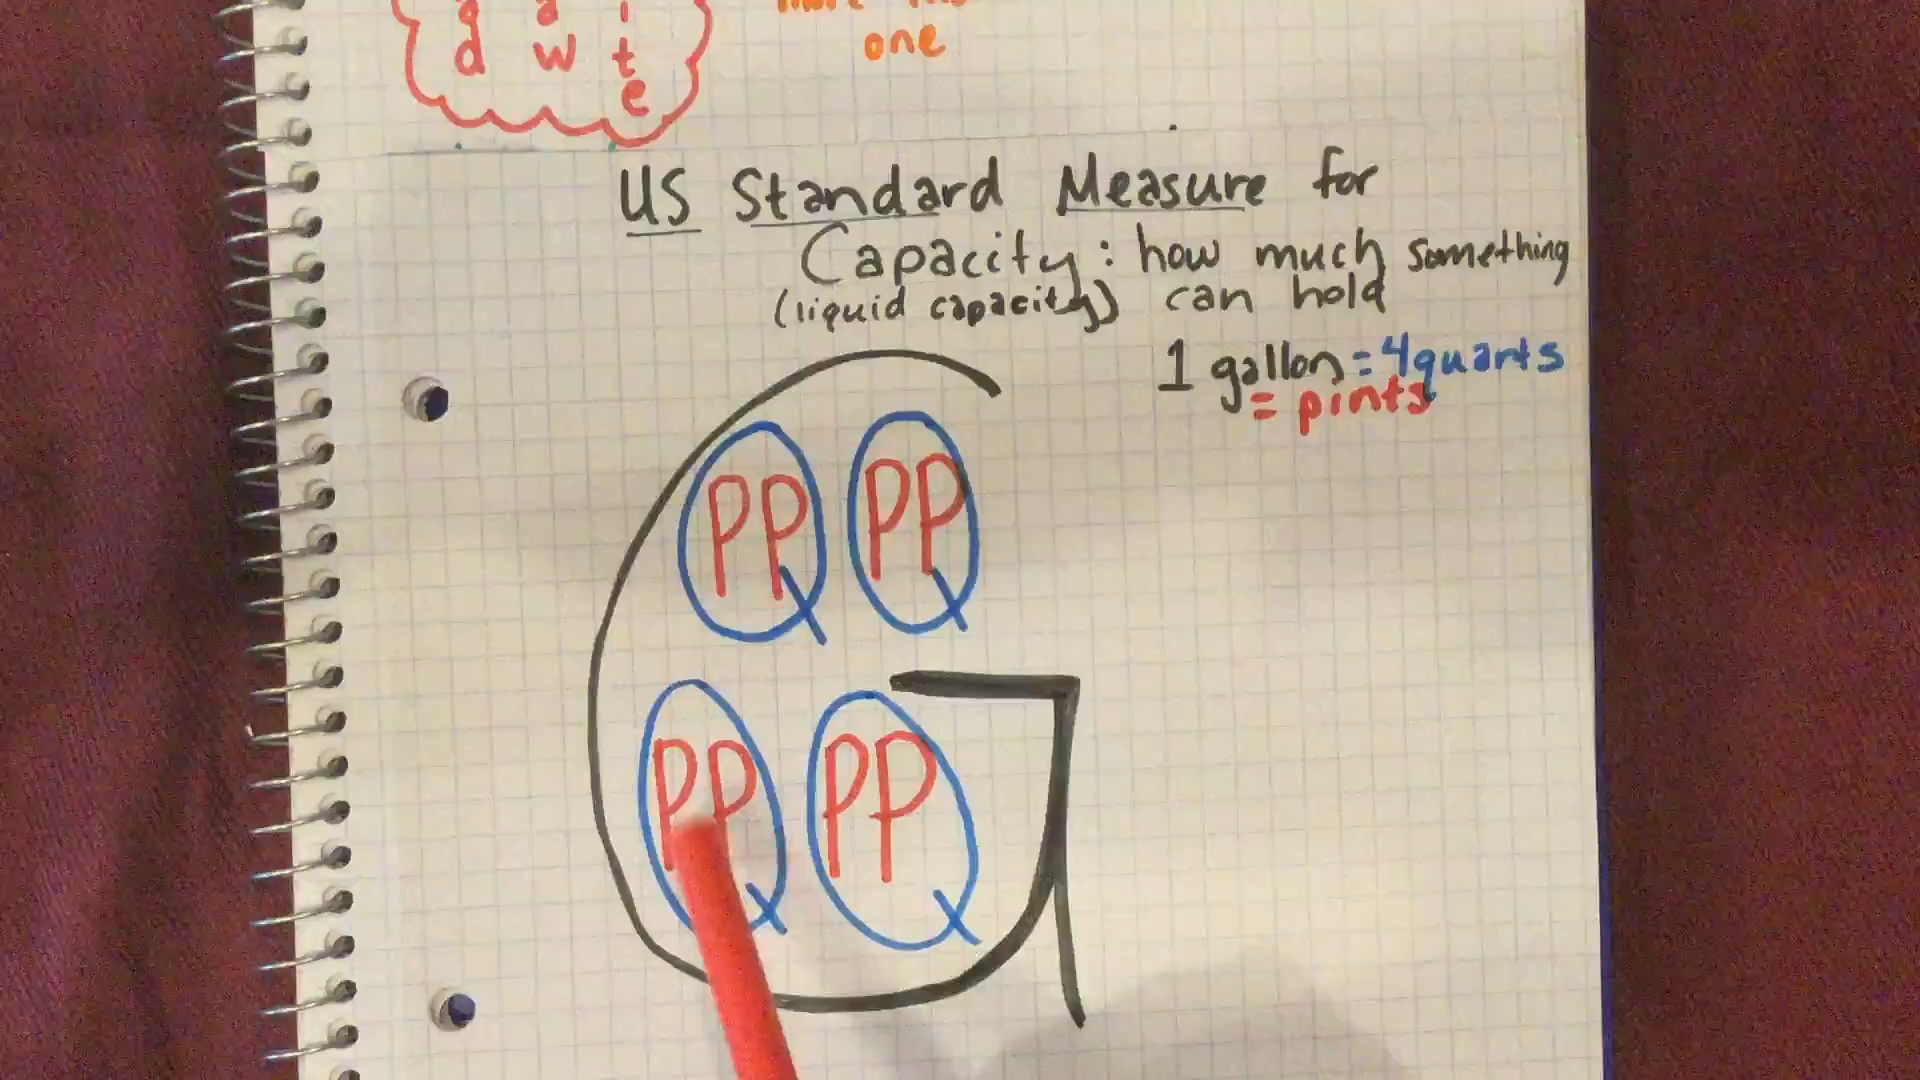 d w t
e
one
US Standard Measure for
Capacity: how much something
(liquid capacity) can hold
1 gallon = 4 quarts
= pints
PP PP
Q Q
PP PP
Q Q
G